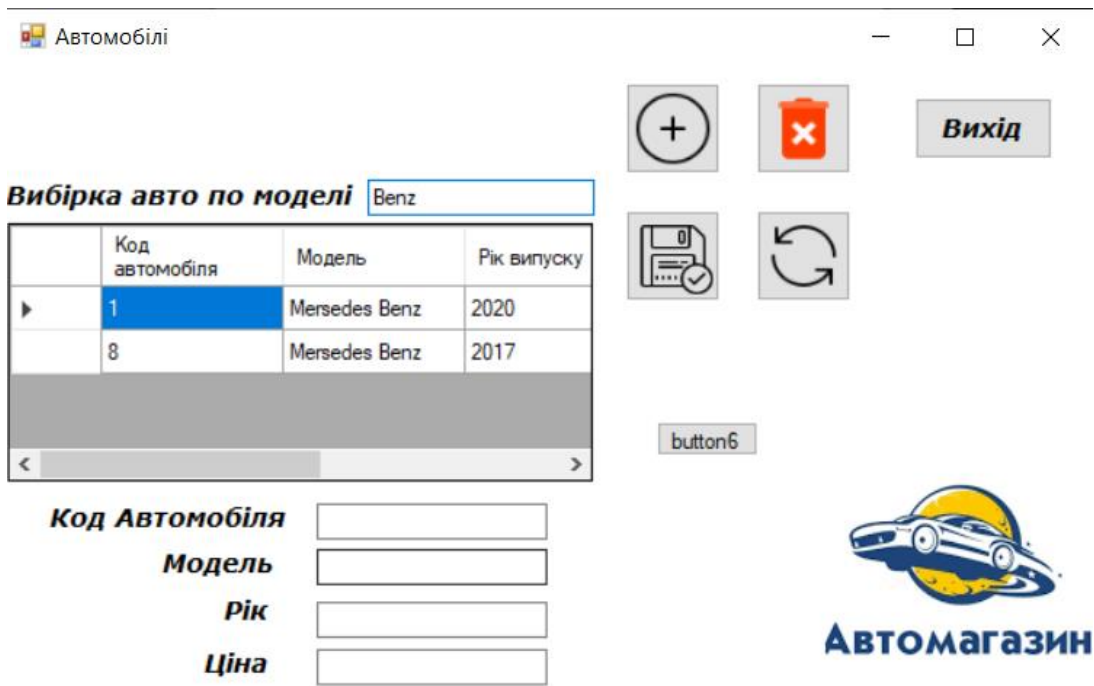 Автомобілі
Вихід
Вибірка авто по моделі Benz
Код автомобіля Модель Рік випуску
1 Mersedes Benz 2020
8 Mersedes Benz 2017
button6
Код Автомобіля
Модель
Рік
Ціна
Автомагазин